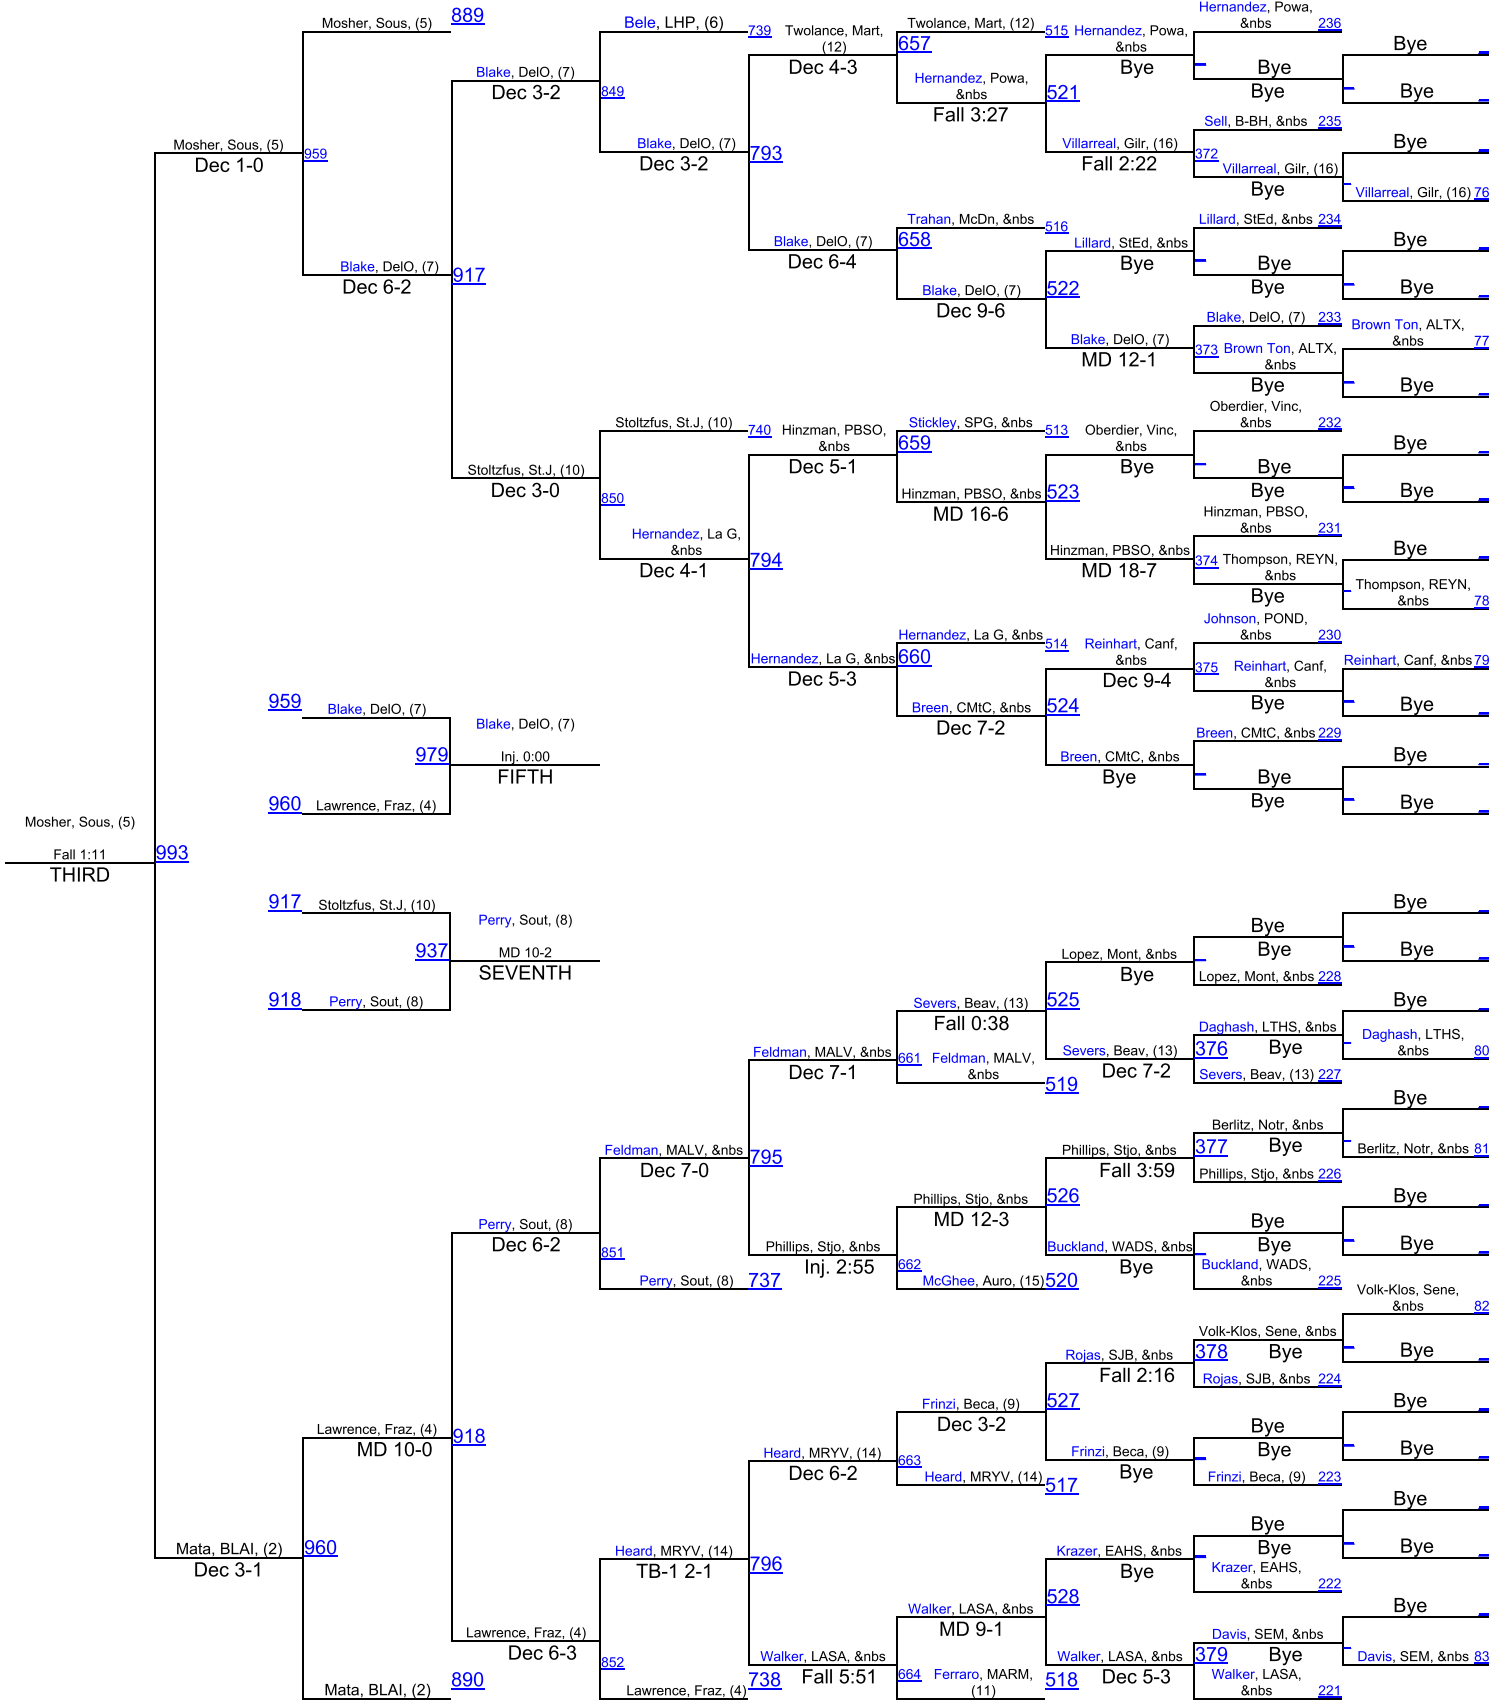 Mosher, Sous, (5)
889
Bele, LHP, (6)
739
Twolance, Mart,
(12)
Dec 4-3
Twolance, Mart, (12)
657
515
Hernandez, Powa,
&nbs
Bye
Hernandez, Powa,
&nbs
236
Bye
Bye
Bye
Bye
Blake, DelO, (7)
Dec 3-2
849
Hernandez, Powa,
&nbs
Fall 3:27
521
Sell, B-BH, &nbs
235
Bye
Mosher, Sous, (5)
Dec 1-0
959
Blake, DelO, (7)
Dec 3-2
793
Villarreal, Gilr, (16)
Fall 2:22
372
Villarreal, Gilr, (16)
Bye
Villarreal, Gilr, (16)
76
Trahan, McDn, &nbs
658
516
Lillard, StEd, &nbs
Bye
Lillard, StEd, &nbs
234
Bye
Bye
Bye
Bye
Blake, DelO, (7)
Dec 6-4
Blake, DelO, (7)
Dec 6-2
917
Blake, DelO, (7)
Dec 9-6
522
Blake, DelO, (7)
MD 12-1
Blake, DelO, (7)
233
373
Brown Ton, ALTX,
&nbs
Bye
Brown Ton, ALTX,
&nbs
77
Bye
Stoltzfus, St.J, (10)
740
Hinzman, PBSO,
&nbs
Dec 5-1
Stickley, SPG, &nbs
659
513
Oberdier, Vinc,
&nbs
Bye
Oberdier, Vinc,
&nbs
232
Bye
Bye
Bye
Bye
Stoltzfus, St.J, (10)
Dec 3-0
850
Hinzman, PBSO, &nbs
MD 16-6
523
Hinzman, PBSO, &nbs
MD 18-7
Hinzman, PBSO,
&nbs
231
374
Thompson, REYN,
&nbs
Bye
Bye
Thompson, REYN,
&nbs
78
Hernandez, La G,
&nbs
Dec 4-1
794
Hernandez, La G, &nbs
Dec 5-3
Hernandez, La G, &nbs
660
514
Reinhart, Canf,
&nbs
Dec 9-4
Johnson, POND,
&nbs
230
375
Reinhart, Canf,
&nbs
Bye
Reinhart, Canf, &nbs
79
Bye
Breen, CMtC, &nbs
Dec 7-2
524
Breen, CMtC, &nbs
Bye
Breen, CMtC, &nbs
229
Bye
Bye
Bye
Bye
959
Blake, DelO, (7)
Blake, DelO, (7)
979
Inj. 0:00
FIFTH
960
Lawrence, Fraz, (4)
Mosher, Sous, (5)
Fall 1:11
THIRD
993
917
Stoltzfus, St.J, (10)
Perry, Sout, (8)
937
MD 10-2
SEVENTH
918
Perry, Sout, (8)
Lopez, Mont, &nbs
Bye
Bye
Bye
Lopez, Mont, &nbs
228
Bye
Bye
Severs, Beav, (13)
Fall 0:38
525
Severs, Beav, (13)
Dec 7-2
Daghash, LTHS, &nbs
376
Bye
Severs, Beav, (13)
227
Bye
Daghash, LTHS,
&nbs
80
Feldman, MALV, &nbs
Dec 7-1
661
Feldman, MALV,
&nbs
519
Feldman, MALV, &nbs
Dec 7-0
795
Phillips, Stjo, &nbs
Fall 3:59
Berlitz, Notr, &nbs
377
Bye
Phillips, Stjo, &nbs
226
Bye
Berlitz, Notr, &nbs
81
Phillips, Stjo, &nbs
MD 12-3
526
Buckland, WADS, &nbs
Bye
Bye
Bye
Buckland, WADS,
&nbs
225
Bye
Bye
Perry, Sout, (8)
Dec 6-2
851
Perry, Sout, (8)
737
Phillips, Stjo, &nbs
Inj. 2:55
662
McGhee, Auro, (15)
520
Volk-Klos, Sene,
&nbs
82
Volk-Klos, Sene, &nbs
378
Bye
Bye
Rojas, SJB, &nbs
Fall 2:16
Rojas, SJB, &nbs
224
Lawrence, Fraz, (4)
MD 10-0
918
Frinzi, Beca, (9)
Dec 3-2
527
Frinzi, Beca, (9)
Bye
Bye
Bye
Frinzi, Beca, (9)
223
Bye
Bye
Heard, MRYV, (14)
Dec 6-2
663
Heard, MRYV, (14)
517
Mata, BLAI, (2)
Dec 3-1
960
Heard, MRYV, (14)
TB-1 2-1
796
Krazer, EAHS, &nbs
Bye
Bye
Bye
Krazer, EAHS,
&nbs
222
Bye
Bye
Walker, LASA, &nbs
MD 9-1
528
Walker, LASA, &nbs
Dec 5-3
Davis, SEM, &nbs
379
Bye
Walker, LASA,
&nbs
221
Bye
Davis, SEM, &nbs
83
Lawrence, Fraz, (4)
Dec 6-3
852
Lawrence, Fraz, (4)
738
Walker, LASA, &nbs
Fall 5:51
664
Ferraro, MARM,
(11)
518
Mata, BLAI, (2)
890